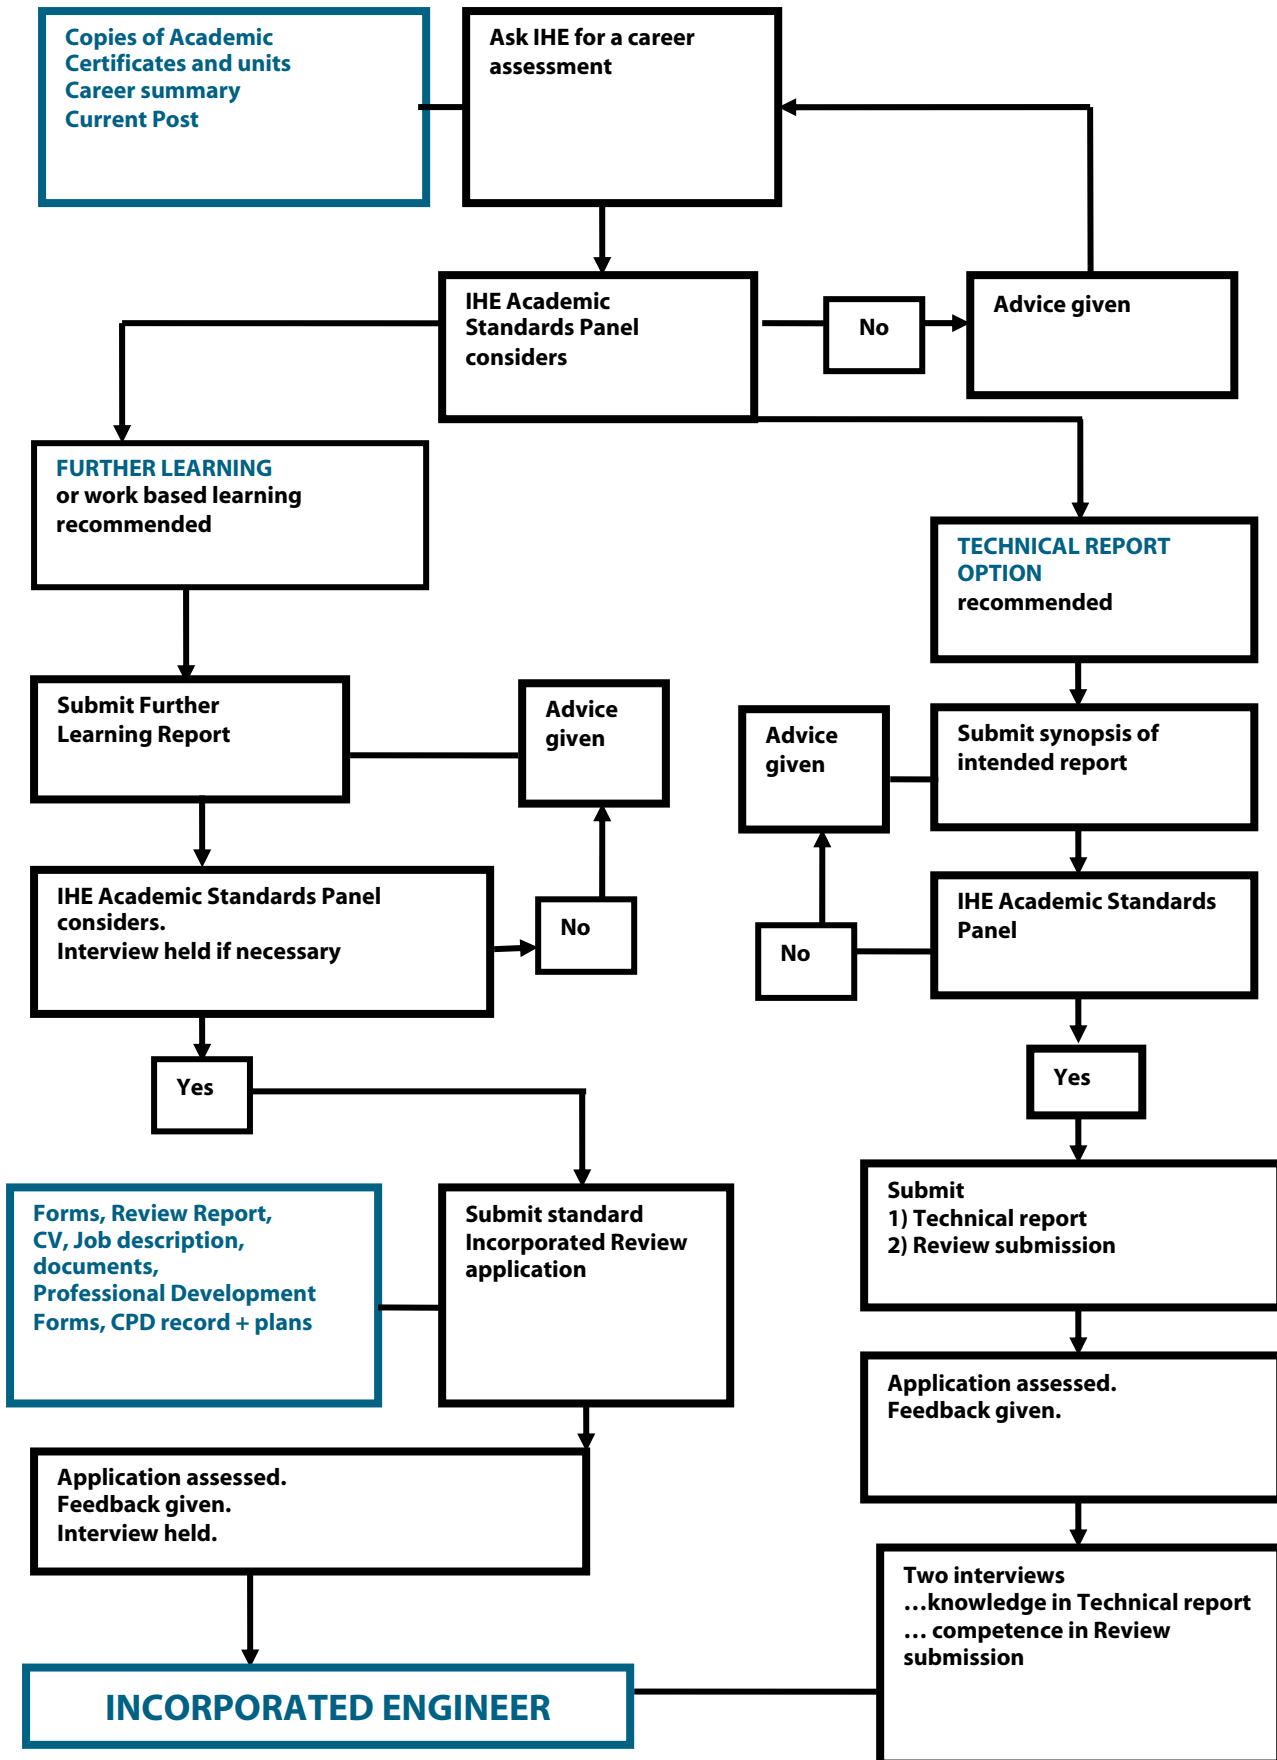 Copies of Academic
Certificates and units
Career summary
Current Post
Ask IHE for a career
assessment
IHE Academic
Standards Panel
considers
No
Advice given
FURTHER LEARNING
or work based learning
recommended
TECHNICAL REPORT
OPTION
recommended
Submit Further
Learning Report
Advice
given
Advice
given
Submit synopsis of
intended report
IHE Academic Standards Panel
considers.
Interview held if necessary
No
No
IHE Academic Standards
Panel
Yes
Yes
Forms, Review Report,
CV, Job description,
documents,
Professional Development
Forms, CPD record + plans
Submit standard
Incorporated Review
application
Submit
1) Technical report
2) Review submission
Application assessed.
Feedback given.
Application assessed.
Feedback given.
Interview held.
Two interviews
…knowledge in Technical report
… competence in Review
submission
INCORPORATED ENGINEER